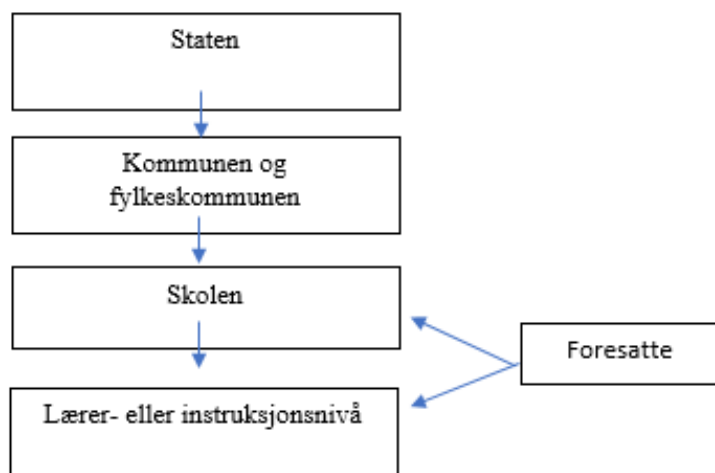 Staten
Kommunen og
fylkeskommunen
Skolen
Foresatte
Lærer- eller instruksjonsnivå